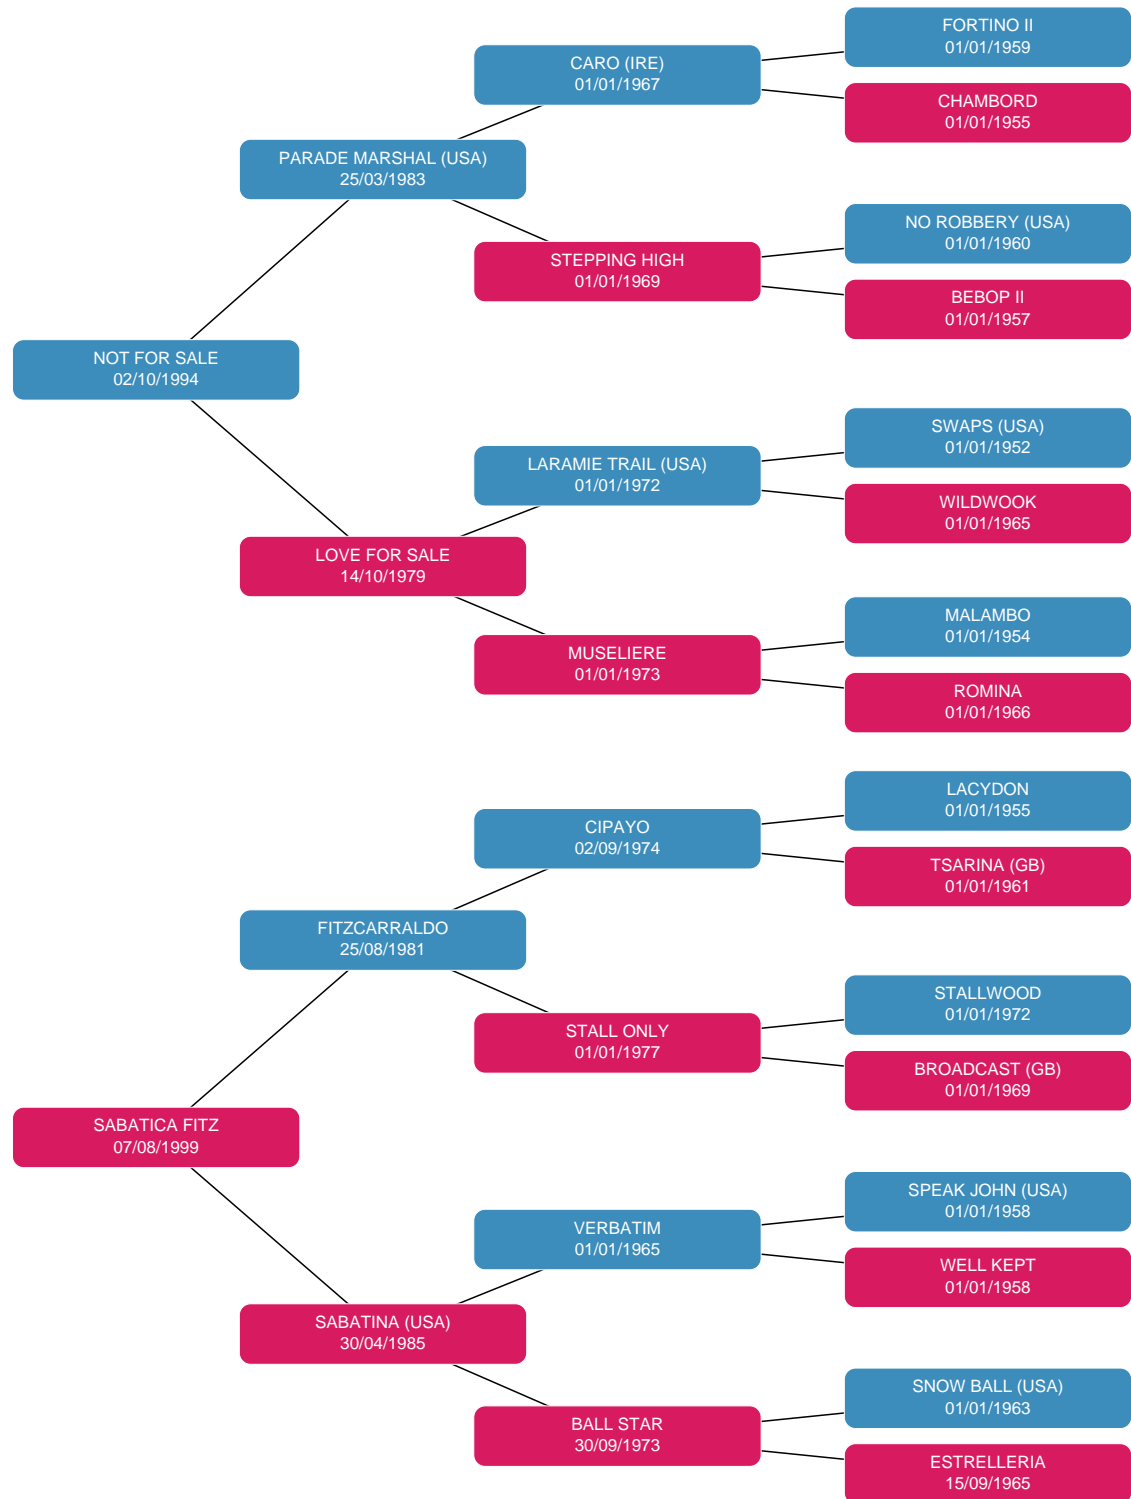 FORTINO II
01/01/1959
CARO (IRE)
01/01/1967
CHAMBORD
01/01/1955
PARADE MARSHAL (USA)
25/03/1983
NO ROBBERY (USA)
01/01/1960
STEPPING HIGH
01/01/1969
BEBOP II
01/01/1957
NOT FOR SALE
02/10/1994
SWAPS (USA)
01/01/1952
LARAMIE TRAIL (USA)
01/01/1972
WILDWOOK
01/01/1965
LOVE FOR SALE
14/10/1979
MALAMBO
01/01/1954
MUSELIERE
01/01/1973
ROMINA
01/01/1966
LACYDON
01/01/1955
CIPAYO
02/09/1974
TSARINA (GB)
01/01/1961
FITZCARRALDO
25/08/1981
STALLWOOD
01/01/1972
STALL ONLY
01/01/1977
BROADCAST (GB)
01/01/1969
SABATICA FITZ
07/08/1999
SPEAK JOHN (USA)
01/01/1958
VERBATIM
01/01/1965
WELL KEPT
01/01/1958
SABATINA (USA)
30/04/1985
SNOW BALL (USA)
01/01/1963
BALL STAR
30/09/1973
ESTRELLERIA
15/09/1965